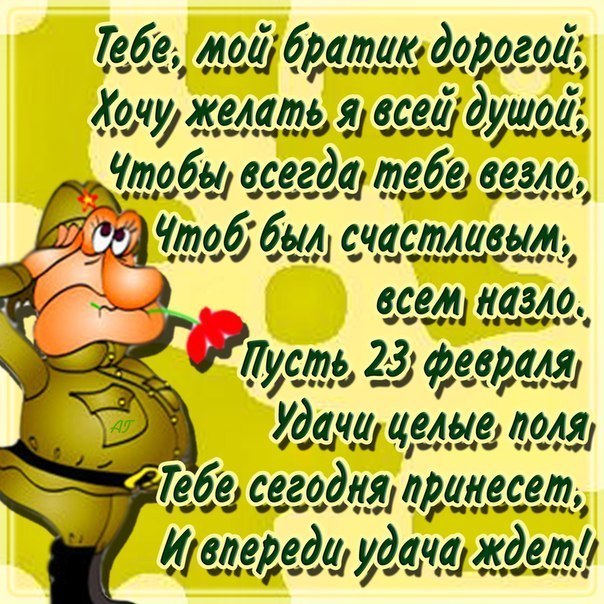 Тебе, мой братик дорогой,
Хочу желать я всей душой,
Чтобы всегда тебе везло,
Чтоб был счастливым,
всем назло.
Пусть 23 февраля
Удачи целые поля
АГ
Тебе сегодня принесет,
И впереди удача ждет!